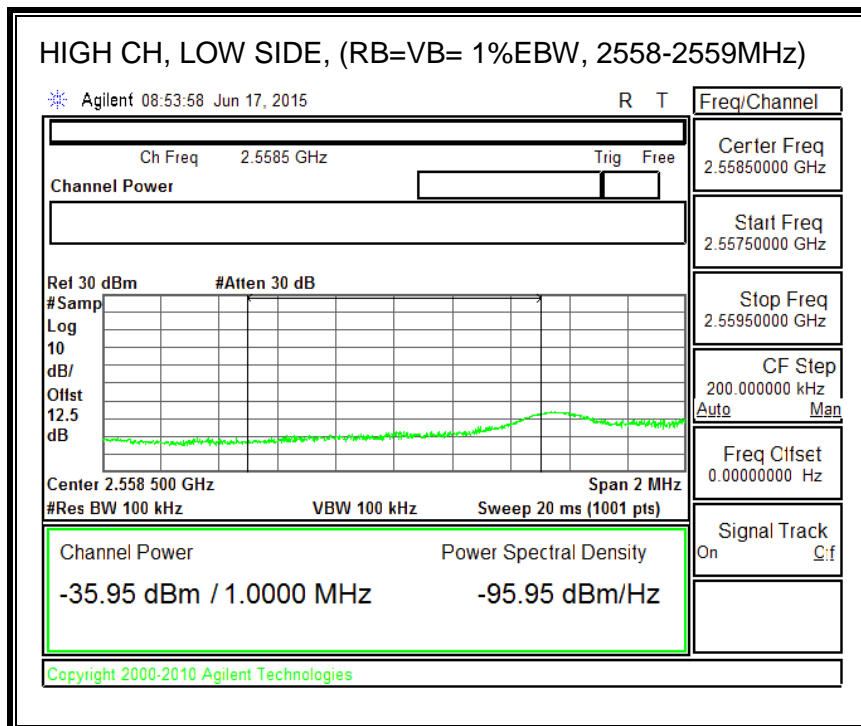 HIGH CH, LOW SIDE, (RB=VB= 1%EBW, 2558-2559MHz)
Agilent 08:53:58 Jun 17, 2015 R T
Freq/Channel
Ch Freq 2.5585 GHz Trig Free
Channel Power
Center Freq
2.55850000 GHz
Start Freq
2.55750000 GHz
Stop Freq
2.55950000 GHz
CF Step
200.000000 kHz
Auto Man
Freq Offset
0.00000000 Hz
Signal Track
On Off
Ref 30 dBm #Atten 30 dB
#Samp
Log
10
dB/
Offst
12.5
dB
Center 2.558 500 GHz Span 2 MHz
#Res BW 100 kHz VBW 100 kHz Sweep 20 ms (1001 pts)
Channel Power Power Spectral Density
-35.95 dBm / 1.0000 MHz -95.95 dBm/Hz
Copyright 2000-2010 Agilent Technologies